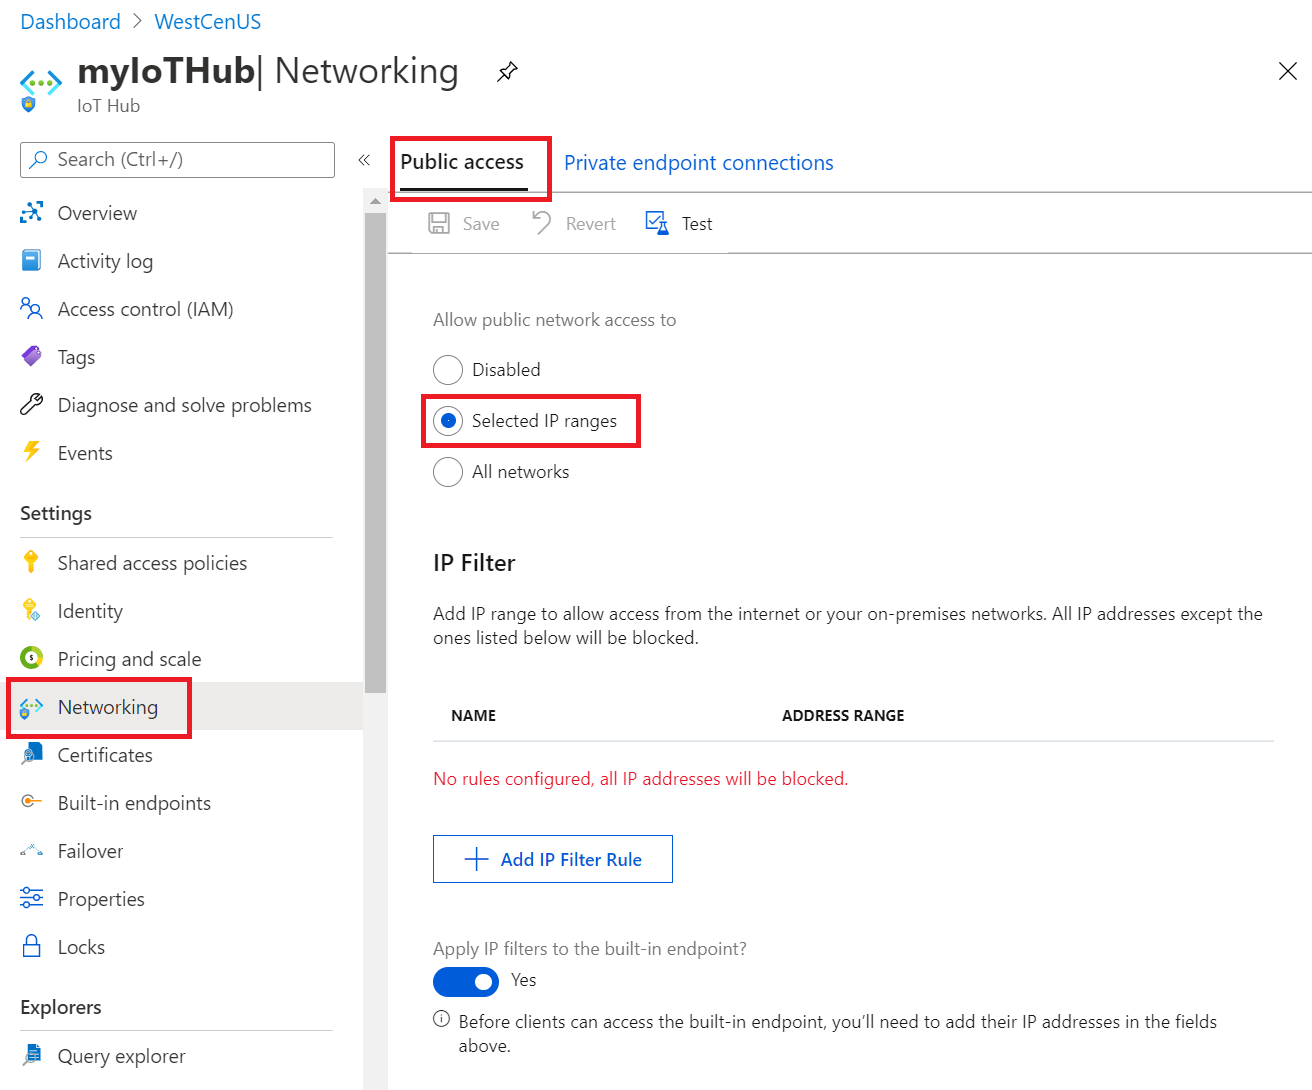 Dashboard > WestCenUS
myIoTHub| Networking
IoT Hub
Search (Ctrl+/)
«
Overview
Activity log
Access control (IAM)
Tags
Diagnose and solve problems
Events
Settings
Shared access policies
Identity
Pricing and scale
Networking
Certificates
Built-in endpoints
Failover
Properties
Locks
Explorers
Query explorer
Public access Private endpoint connections
Save Revert Test
Allow public network access to
Disabled
Selected IP ranges
All networks
IP Filter
Add IP range to allow access from the internet or your on-premises networks. All IP addresses except the
ones listed below will be blocked.
NAME ADDRESS RANGE
No rules configured, all IP addresses will be blocked.
Add IP Filter Rule
Apply IP filters to the built-in endpoint?
Yes
Before clients can access the built-in endpoint, you’ll need to add their IP addresses in the fields
above.